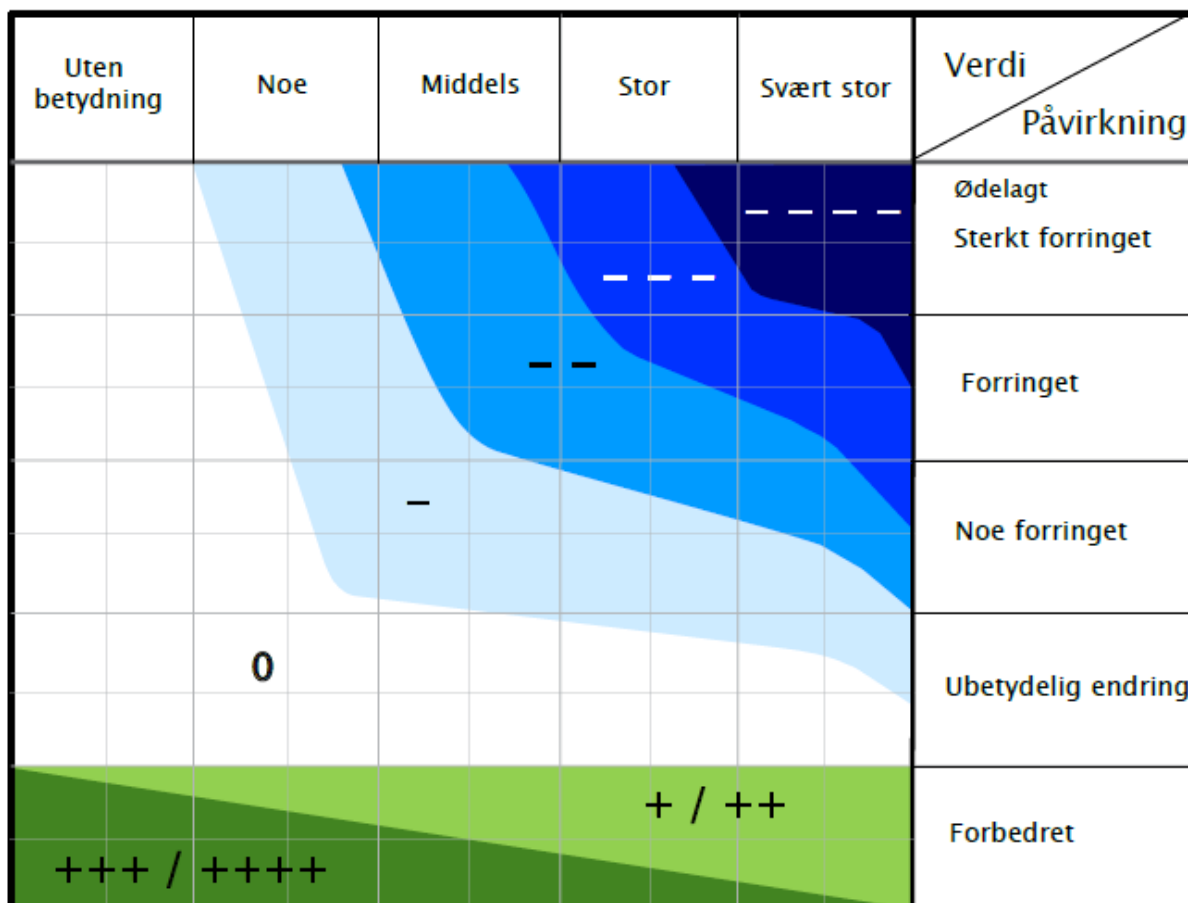 Uten
betydning
Noe
Middels
Stor
Svært stor
Verdi
Påvirkning
Ødelagt
Sterkt forringet
– – – –
– – –
– –
Forringet
–
Noe forringet
0
Ubetydelig endring
+ / ++
+++ / ++++
Forbedret